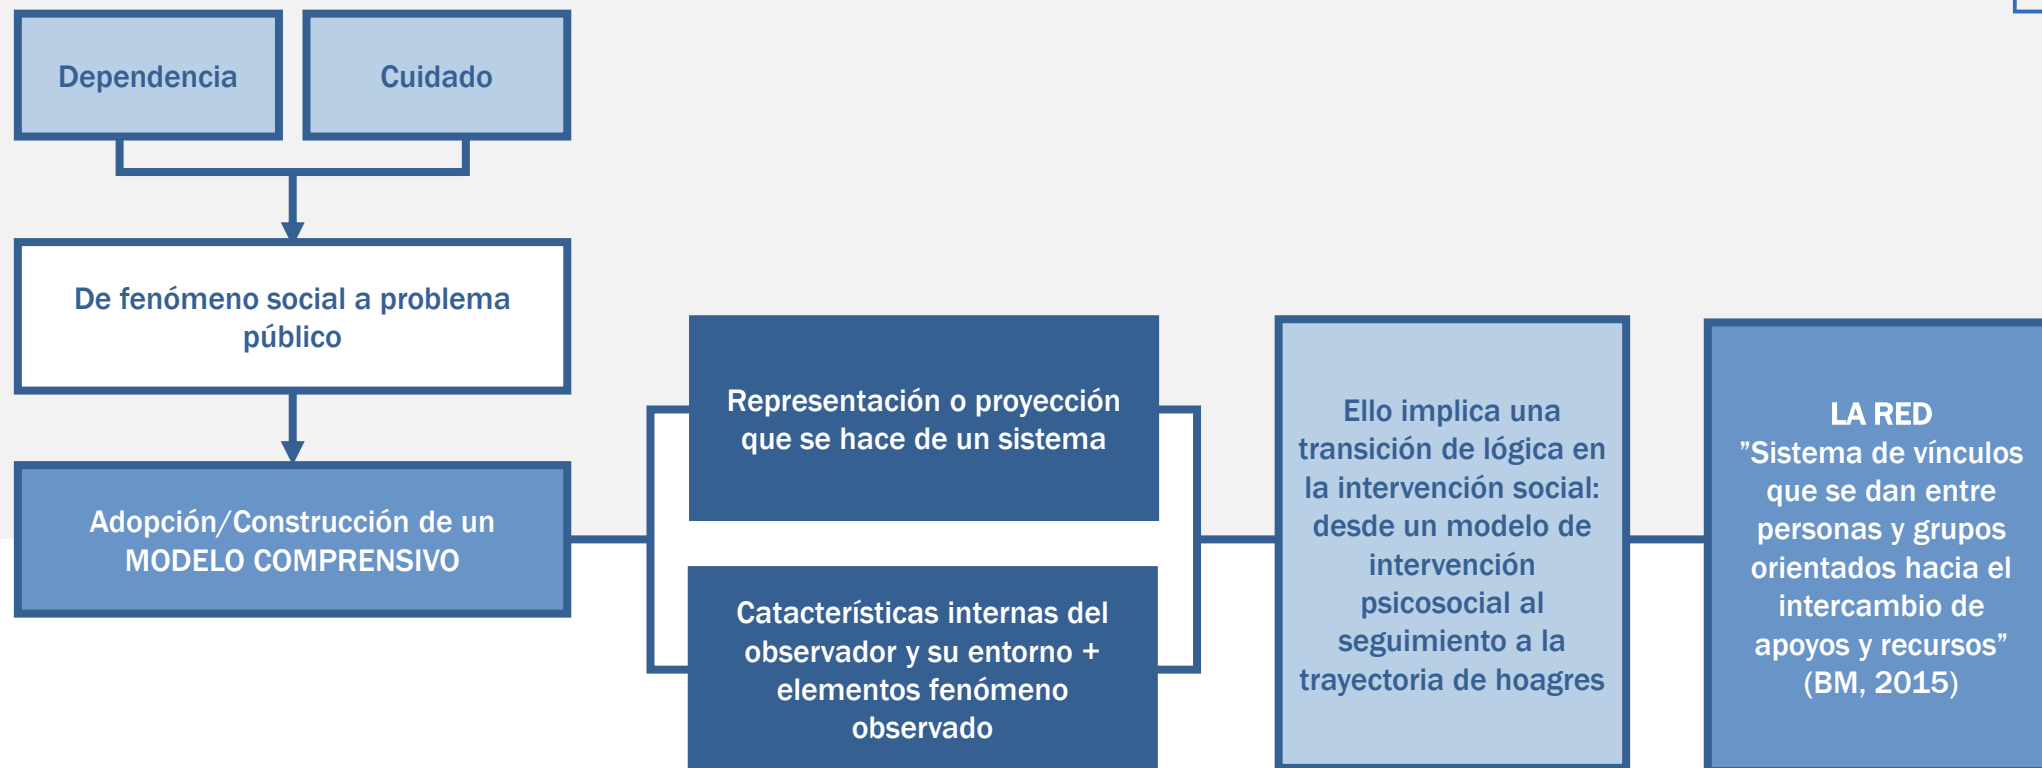 Dependencia
Cuidado
De fenómeno social a problema
público
Adopción/Construcción de un
MODELO COMPRENSIVO
Representación o proyección
que se hace de un sistema
Catacterísticas internas del
observador y su entorno +
elementos fenómeno
observado
Ello implica una
transición de lógica en
la intervención social:
desde un modelo de
intervención
psicosocial al
seguimiento a la
trayectoria de hoagres
LA RED
”Sistema de vínculos
que se dan entre
personas y grupos
orientados hacia el
intercambio de
apoyos y recursos”
(BM, 2015)